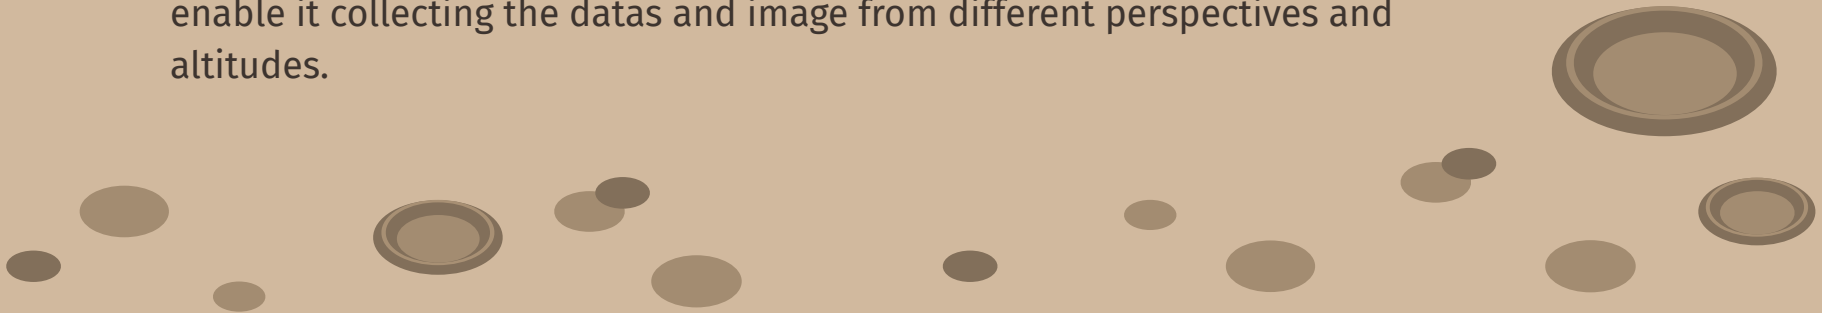 enable it collecting the datas and image from different perspectives and
altitudes.